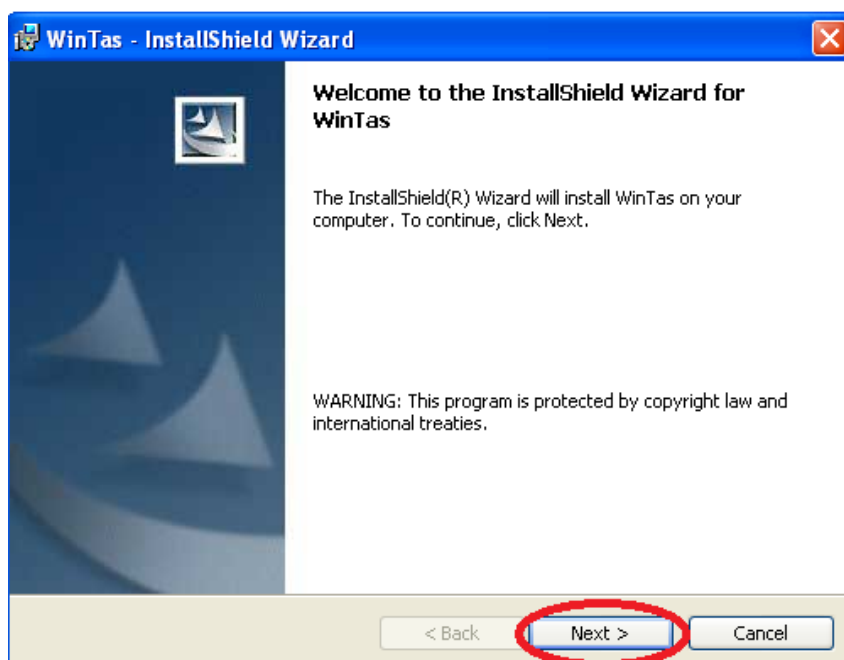 WinTas - InstallShield Wizard
Welcome to the InstallShield Wizard for
WinTas
The InstallShield(R) Wizard will install WinTas on your
computer. To continue, click Next.
WARNING: This program is protected by copyright law and
international treaties.
< Back Next > Cancel